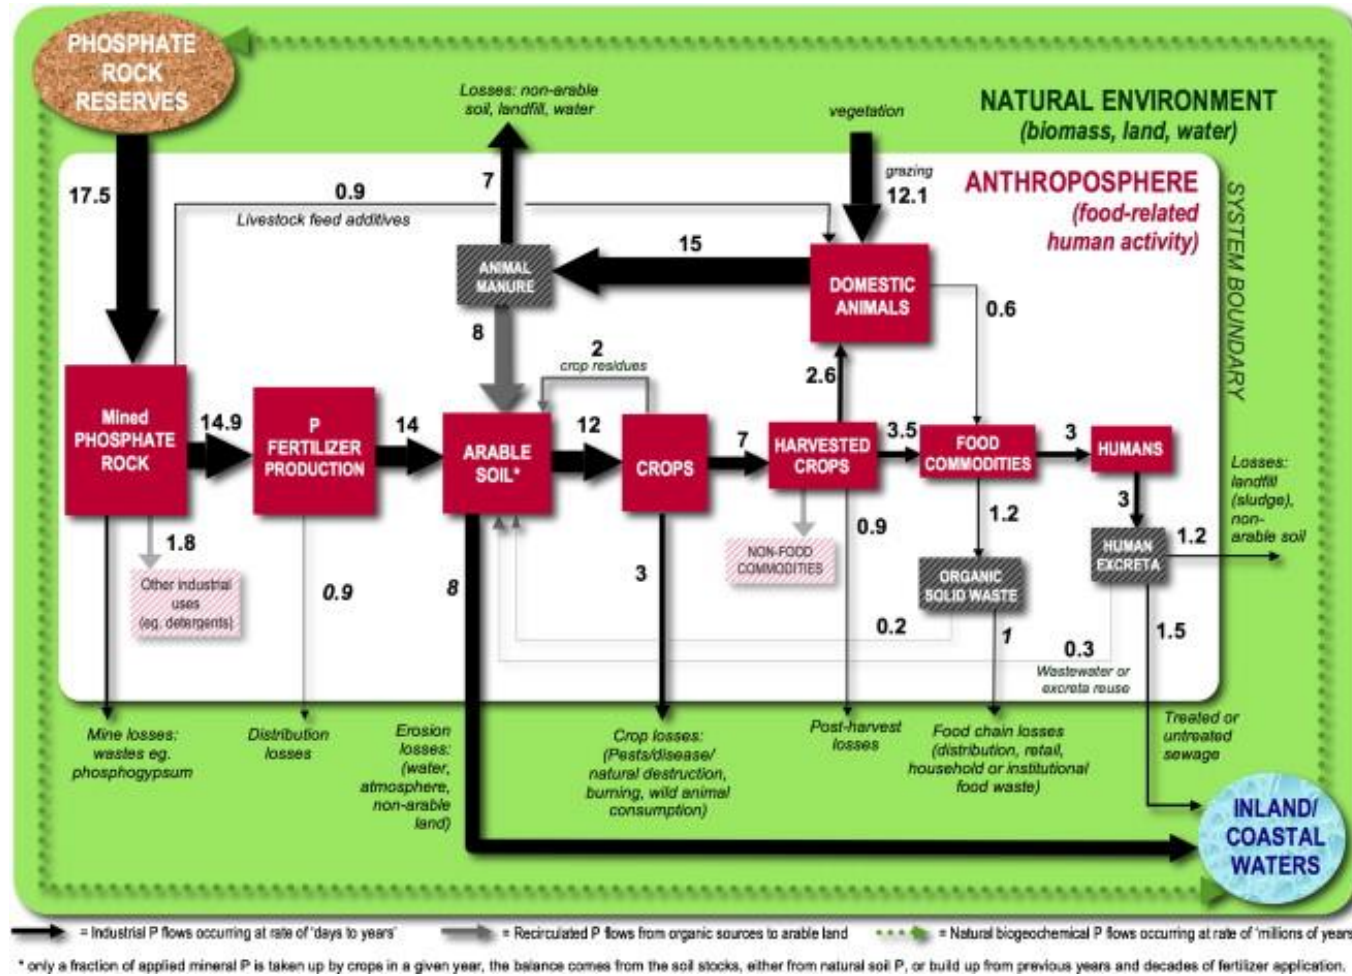 PHOSPHATE
ROCK
RESERVES
Losses: non-arable
soil, landfill, water
vegetation
NATURAL ENVIRONMENT
(biomass, land, water)
17.5
0.9
Livestock feed additives
7
grazing
12.1
ANTHROPOSPHERE
(food-related
human activity)
SYSTEM BOUNDARY
ANIMAL
MANURE
15
DOMESTIC
ANIMALS
0.6
8
2
crop residues
2.6
Mined
PHOSPHATE
ROCK
14.9
P
FERTILIZER
PRODUCTION
14
ARABLE
SOIL*
12
CROPS
7
HARVESTED
CROPS
3.5
FOOD
COMMODITIES
3
HUMANS
Losses:
landfill
(sludge),
non-
arable soil
1.8
Other industrial
uses
(eg. detergents)
0.9
8
3
NON-FOOD
COMMODITIES
0.9
1.2
ORGANIC
SOLID WASTE
3
HUMAN
EXCRETA
1.2
0.2
1
0.3
Wastewater or
excreta reuse
1.5
Mine losses:
wastes eg.
phosphogypsum
Distribution
losses
Erosion
losses:
(water,
atmosphere,
non-arable
land)
Crop losses:
(Pests/disease/
natural destruction,
burning, wild animal
consumption)
Post-harvest
losses
Food chain losses
(distribution, retail,
household or institutional
food waste)
Treated or
untreated
sewage
INLAND/
COASTAL
WATERS
= Industrial P flows occurring at rate of 'days to years'
= Recirculated P flows from organic sources to arable land
= Natural biogeochemical P flows occurring at rate of 'millions of years
* only a fraction of applied mineral P is taken up by crops in a given year, the balance comes from the soil stocks, either from natural soil P, or build up from previous years and decades of fertilizer application.